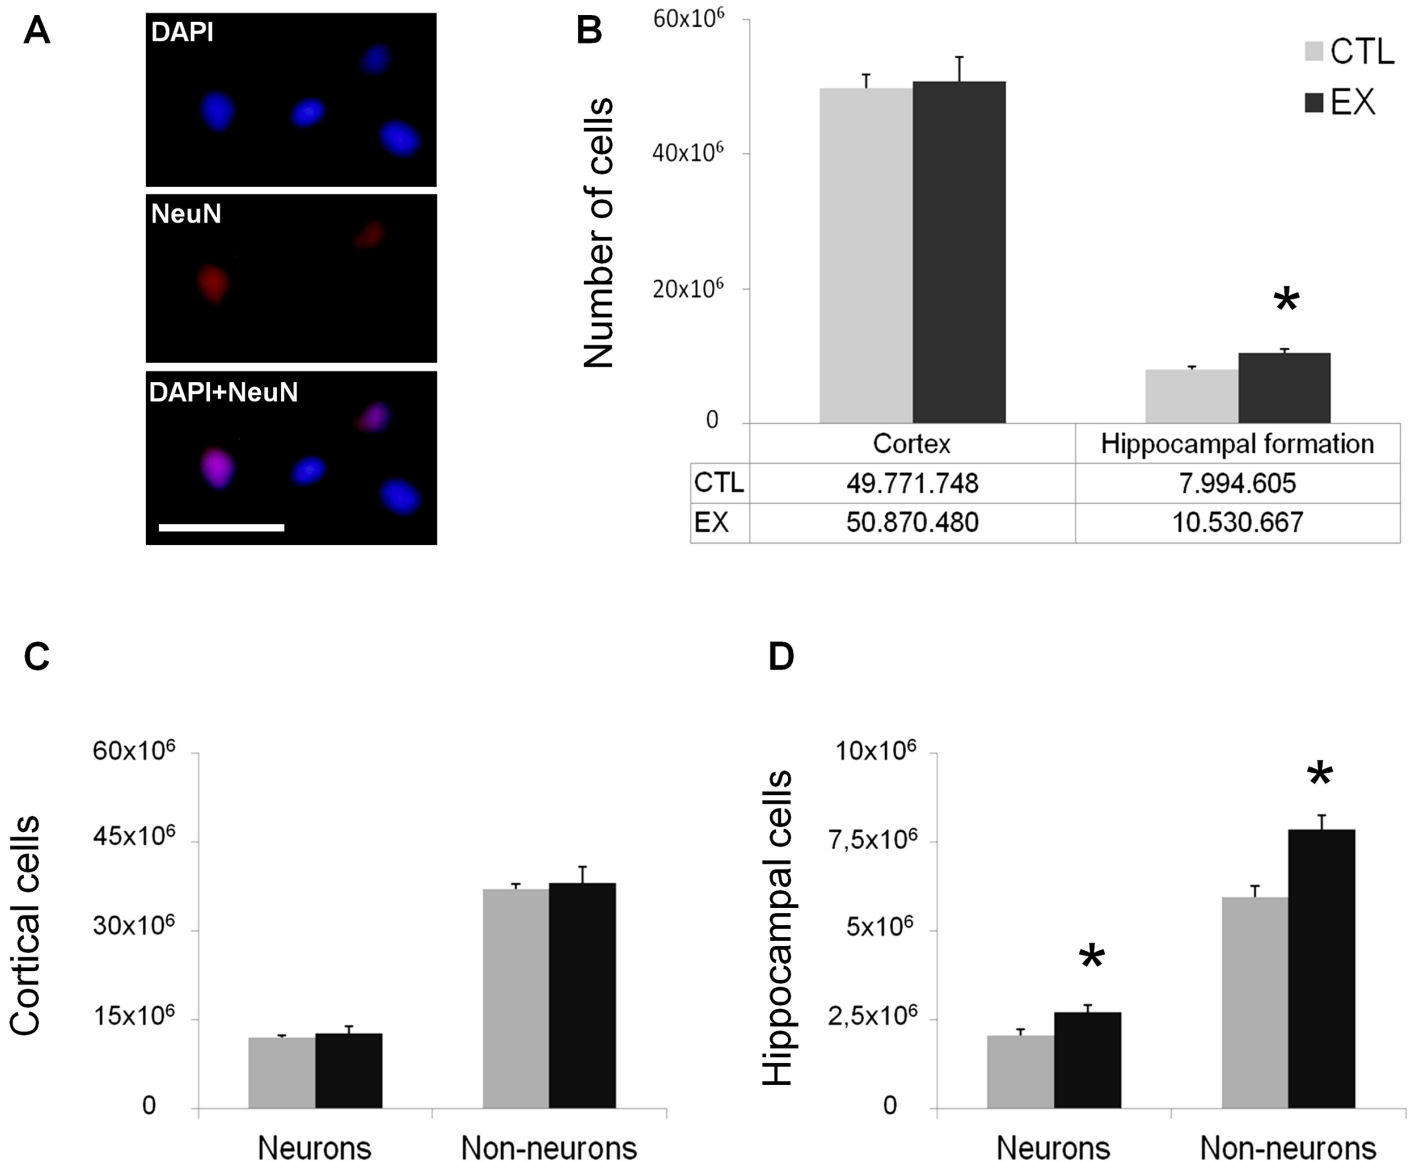 A
DAPI
NeuN
DAPI+NeuN
B
Number of cells
60x10⁶
40x10⁶
20x10⁶
0
CTL
EX
Cortex Hippocampal formation
CTL 49.771.748 7.994.605
EX 50.870.480 10.530.667
*
C
Cortical cells
60x10⁶
45x10⁶
30x10⁶
15x10⁶
0
Neurons Non-neurons
D
Hippocampal cells
10x10⁶
7,5x10⁶
5x10⁶
2,5x10⁶
0
*
*
Neurons Non-neurons